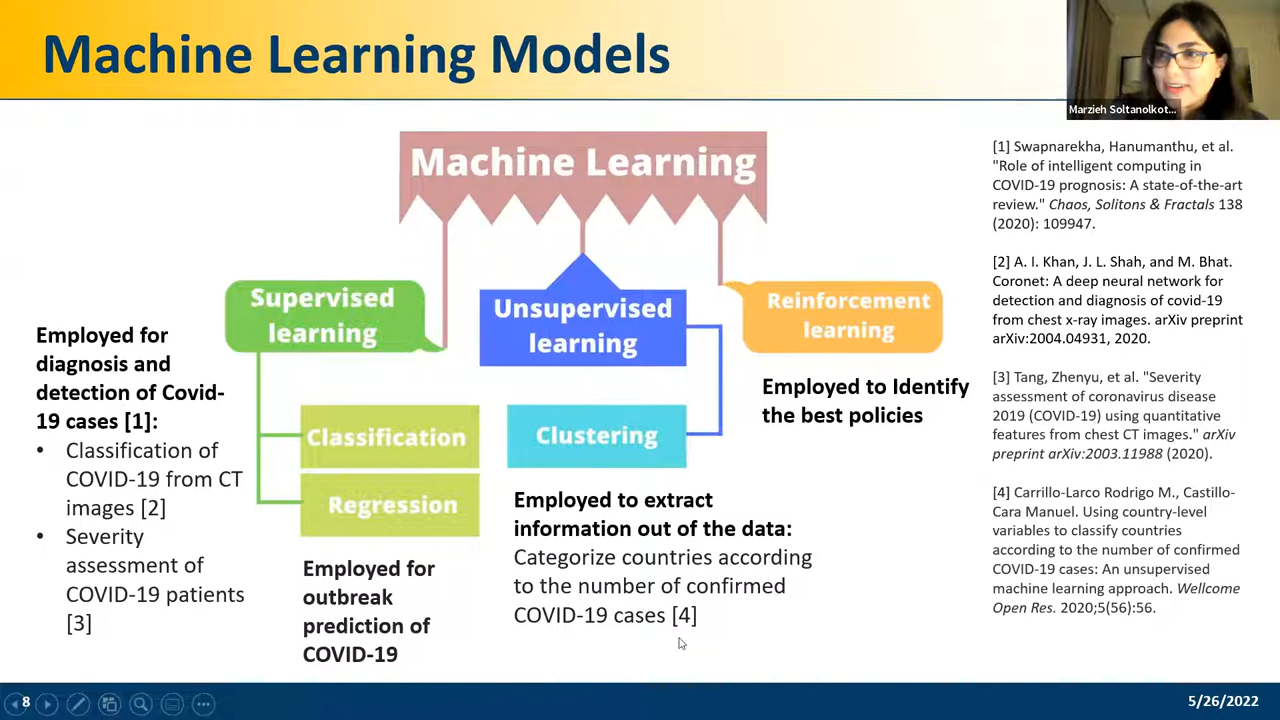 Machine Learning Models
Marzieh Soltanolkot...
Machine Learning
Supervised
learning
Unsupervised
learning
Reinforcement
learning
Classification
Regression
Clustering
Employed for
diagnosis and
detection of Covid-
19 cases [1]:
• Classification of
COVID-19 from CT
images [2]
• Severity
assessment of
COVID-19 patients
[3]
Employed for
outbreak
prediction of
COVID-19
Employed to extract
information out of the data:
Categorize countries according
to the number of confirmed
COVID-19 cases [4]
Employed to Identify
the best policies
[1] Swapnarekha, Hanumanthu, et al.
"Role of intelligent computing in
COVID-19 prognosis: A state-of-the-art
review." Chaos, Solitons & Fractals 138
(2020): 109947.
[2] A. I. Khan, J. L. Shah, and M. Bhat.
Coronet: A deep neural network for
detection and diagnosis of covid-19
from chest x-ray images. arXiv preprint
arXiv:2004.04931, 2020.
[3] Tang, Zhenyu, et al. "Severity
assessment of coronavirus disease
2019 (COVID-19) using quantitative
features from chest CT images." arXiv
preprint arXiv:2003.11988 (2020).
[4] Carrillo-Larco Rodrigo M., Castillo-
Cara Manuel. Using country-level
variables to classify countries
according to the number of confirmed
COVID-19 cases: An unsupervised
machine learning approach. Wellcome
Open Res. 2020;5(56):56.
8
5/26/2022